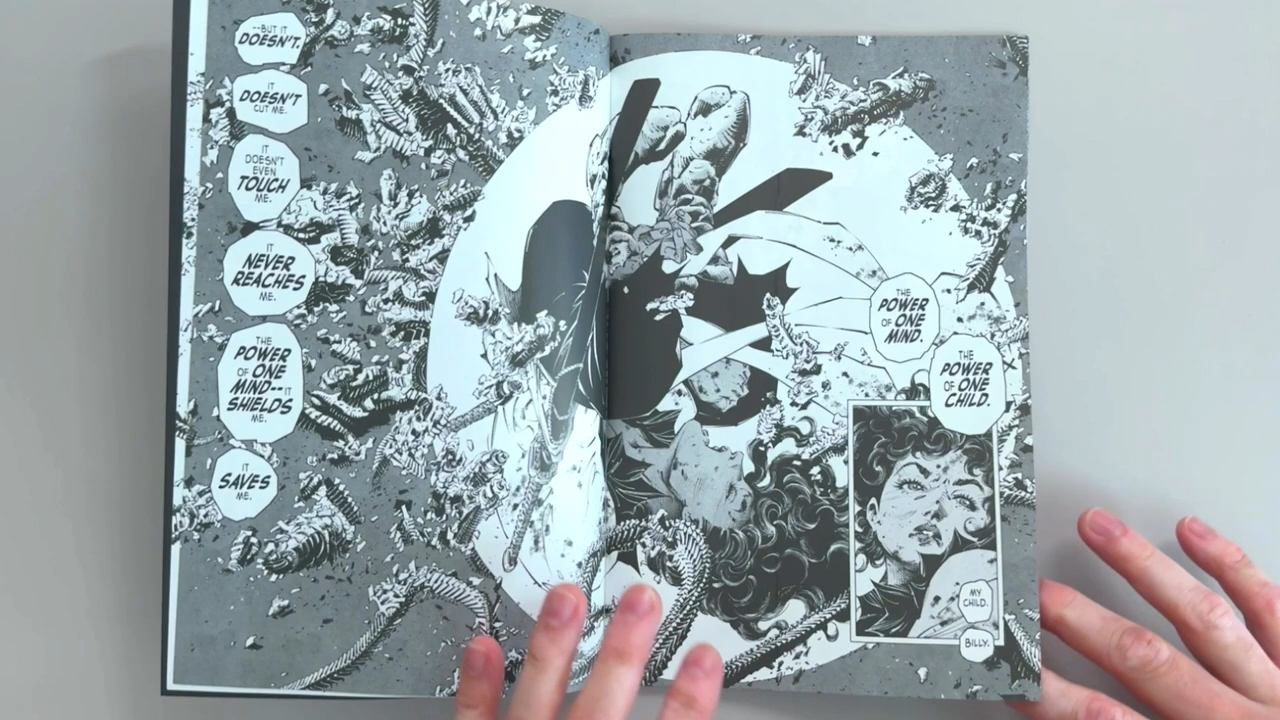 --BUT IT
DOESN'T.
IT
DOESN'T
CUT ME.
IT
DOESN'T
EVEN
TOUCH
ME.
IT
NEVER
REACHES
ME.
THE
POWER
OF ONE
MIND--IT
SHIELDS
ME.
IT
SAVES
ME.
THE
POWER
OF ONE
MIND.
THE
POWER
OF ONE
CHILD.
MY
CHILD.
BILLY.